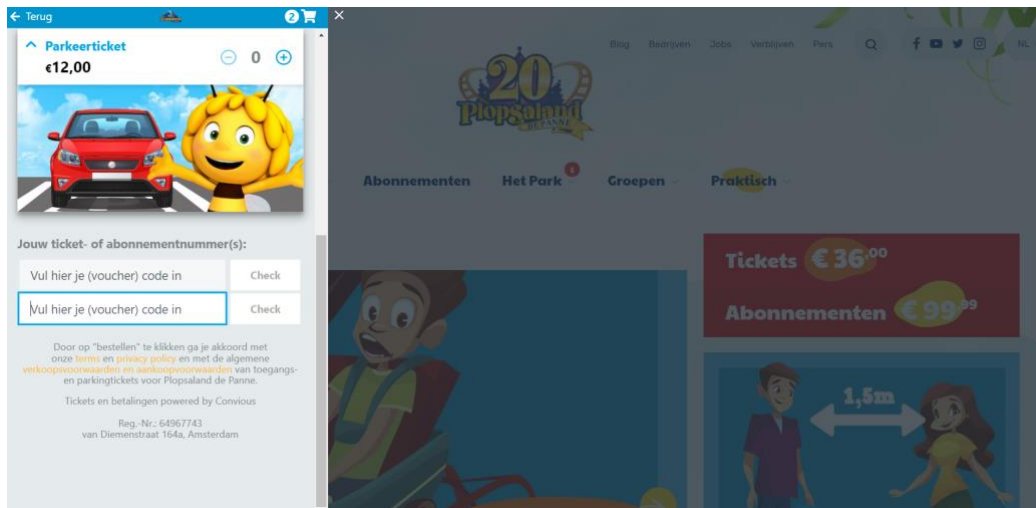 Terug
2
Parkeerticket
€12,00
0
Jouw ticket- of abonnementnummer(s):
Vul hier je (voucher) code in
Check
Vul hier je (voucher) code in
Check
Door op "bestellen" te klikken ga je akkoord met
onze terms en privacy policy en met de algemene
verkoopsvoorwaarden en aankoopvoorwaarden van toegangs-
en parkingtickets voor Plopsaland de Panne.
Tickets en betalingen powered by Convious
Reg.-Nr.: 64967743
van Diemenstraat 164a, Amsterdam
Blog Bedrijven Jobs Verblijven Pers NL
20
Plopsaland
DE PANNE
Abonnementen Het Park 1 Groepen Praktisch
Tickets € 36,00
Abonnementen € 99,99
1,5m